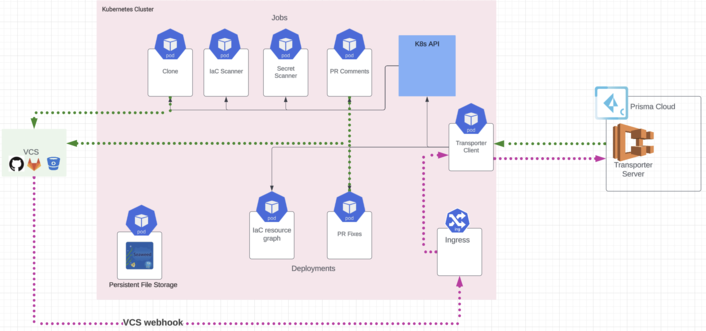 Kubernetes Cluster
Jobs
pod
pod
pod
pod
K8s API
Clone
IaC Scanner
Secret
Scanner
PR Comments
Prisma Cloud
pod
VCS
Transporter
Client
Transporter
Server
pod
pod
pod
ing
IaC resource
graph
PR Fixes
Ingress
Deployments
Persistent File Storage
VCS webhook